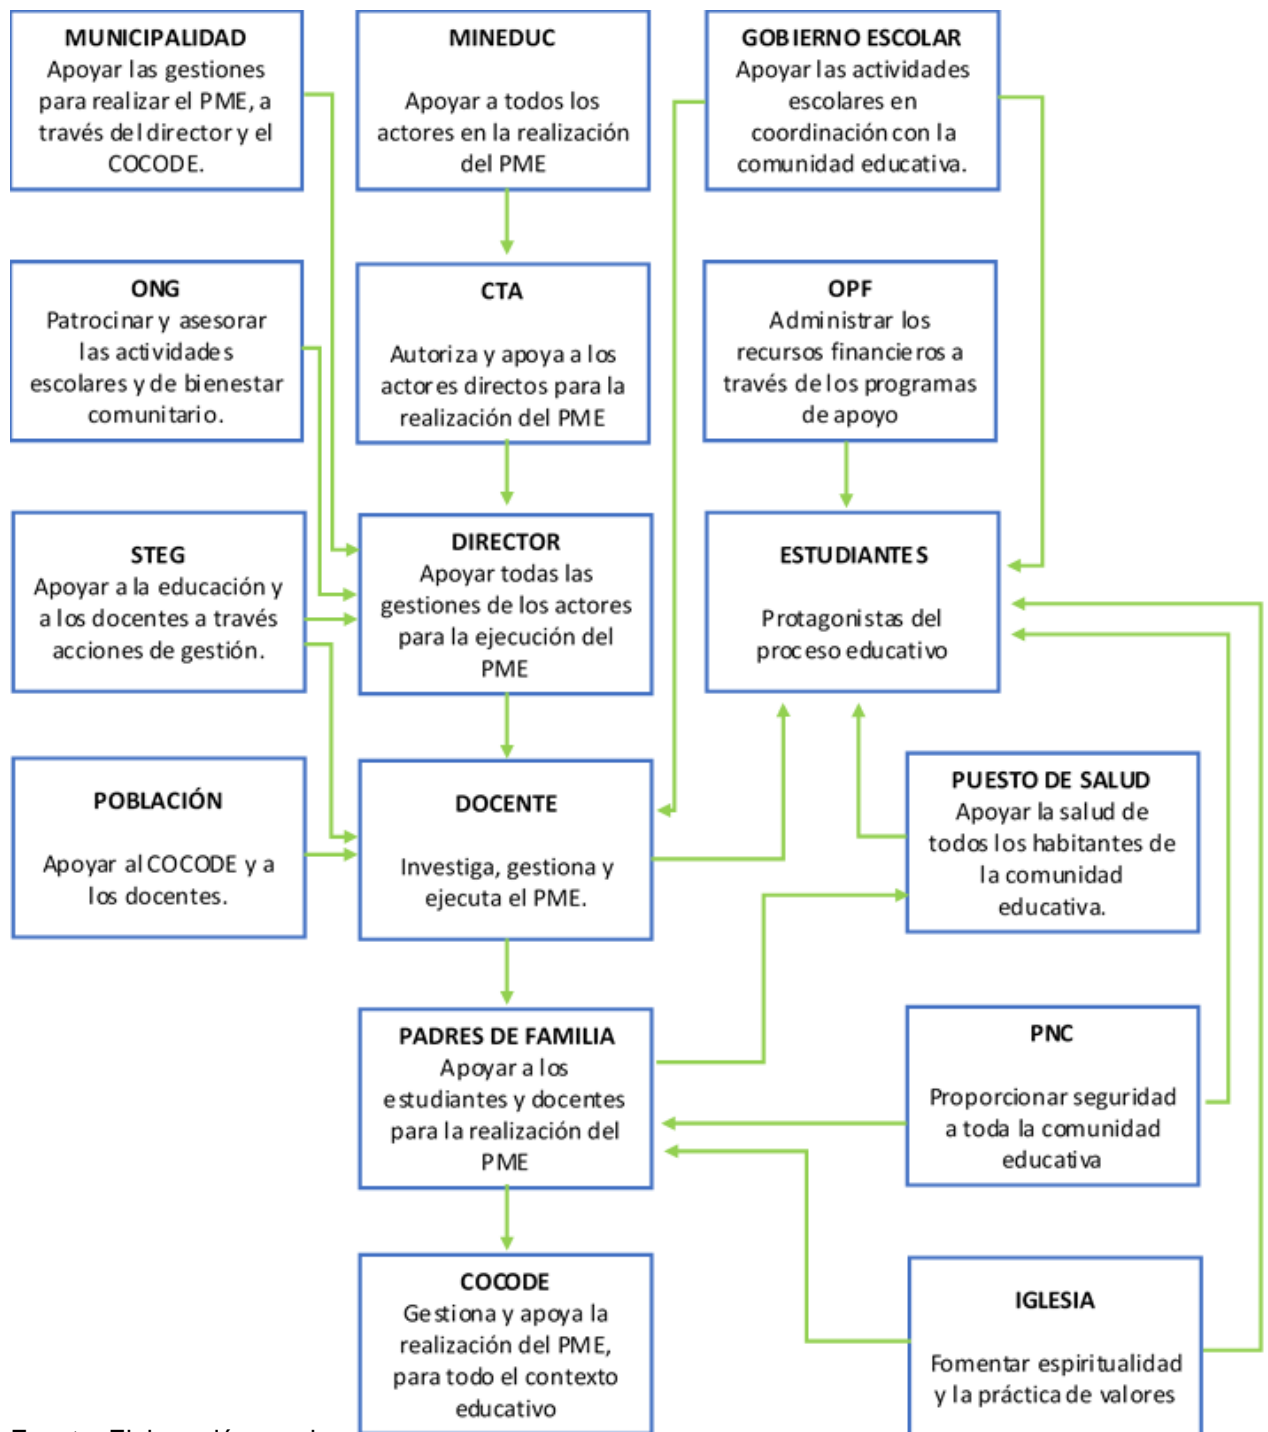 MUNICIPALIDAD
Apoyar las gestiones
para realizar el PME, a
través del director y el
COCODE.
MINEDUC
Apoyar a todos los
actores en la realización
del PME
GOBIERNO ESCOLAR
Apoyar las actividades
escolares en
coordinación con la
comunidad educativa.
ONG
Patrocinar y asesorar
las actividades
escolares y de bienestar
comunitario.
CTA
Autoriza y apoya a los
actores directos para la
realización del PME
OPF
Administrar los
recursos financieros a
través de los programas
de apoyo
STEG
Apoyar a la educación y
a los docentes a través
acciones de gestión.
DIRECTOR
Apoyar todas las
gestiones de los actores
para la ejecución del
PME
ESTUDIANTES
Protagonistas del
proceso educativo
POBLACIÓN
Apoyar al COCODE y a
los docentes.
DOCENTE
Investiga, gestiona y
ejecuta el PME.
PUESTO DE SALUD
Apoyar la salud de
todos los habitantes de
la comunidad
educativa.
PADRES DE FAMILIA
Apoyar a los
estudiantes y docentes
para la realización del
PME
PNC
Proporcionar seguridad
a toda la comunidad
educativa
COCODE
Gestiona y apoya la
realización del PME,
para todo el contexto
educativo
IGLESIA
Fomentar espiritualidad
y la práctica de valores